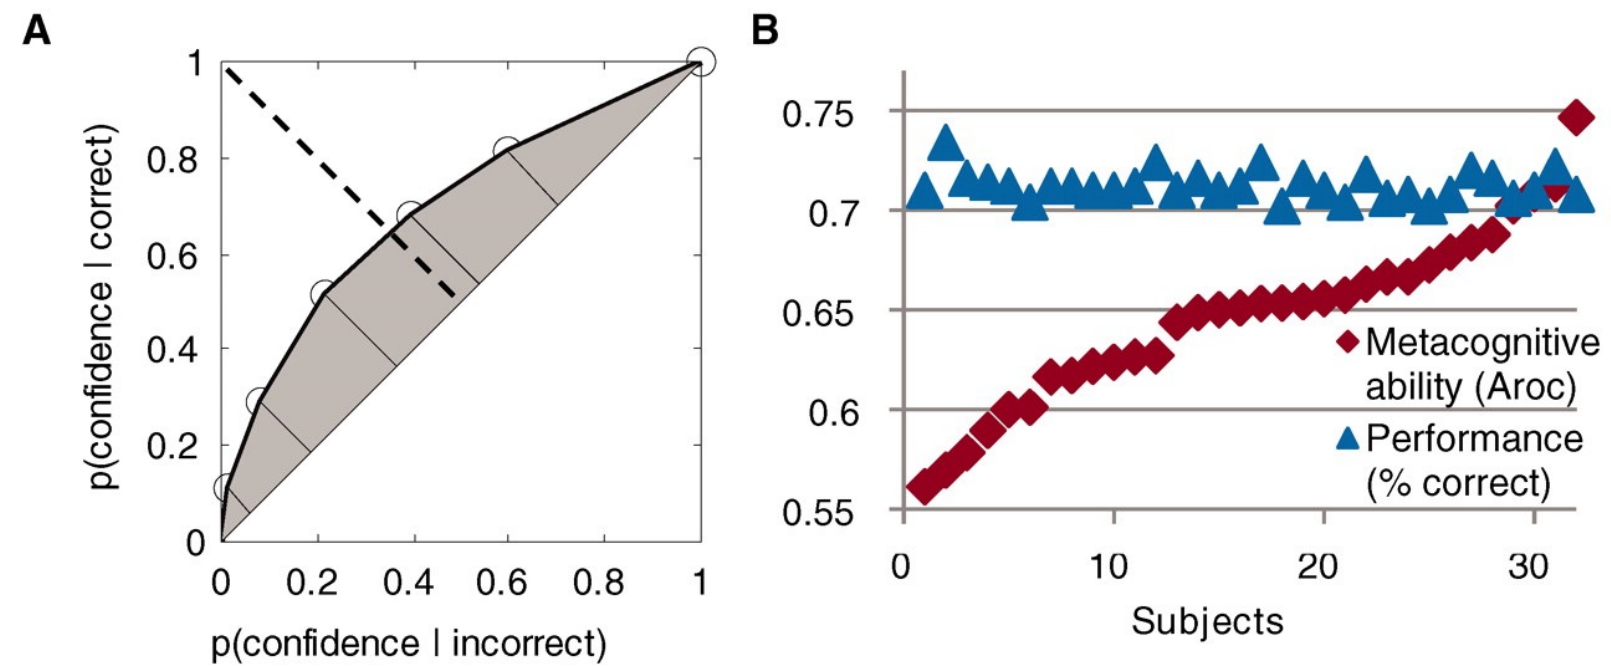 A
1
0.8
0.6
0.4
0.2
0
p(confidence | correct)
0 0.2 0.4 0.6 0.8 1
p(confidence | incorrect)
B
0.75
0.7
0.65
0.6
0.55
Metacognitive
ability (Aroc)
Performance
(% correct)
0 10 20 30
Subjects